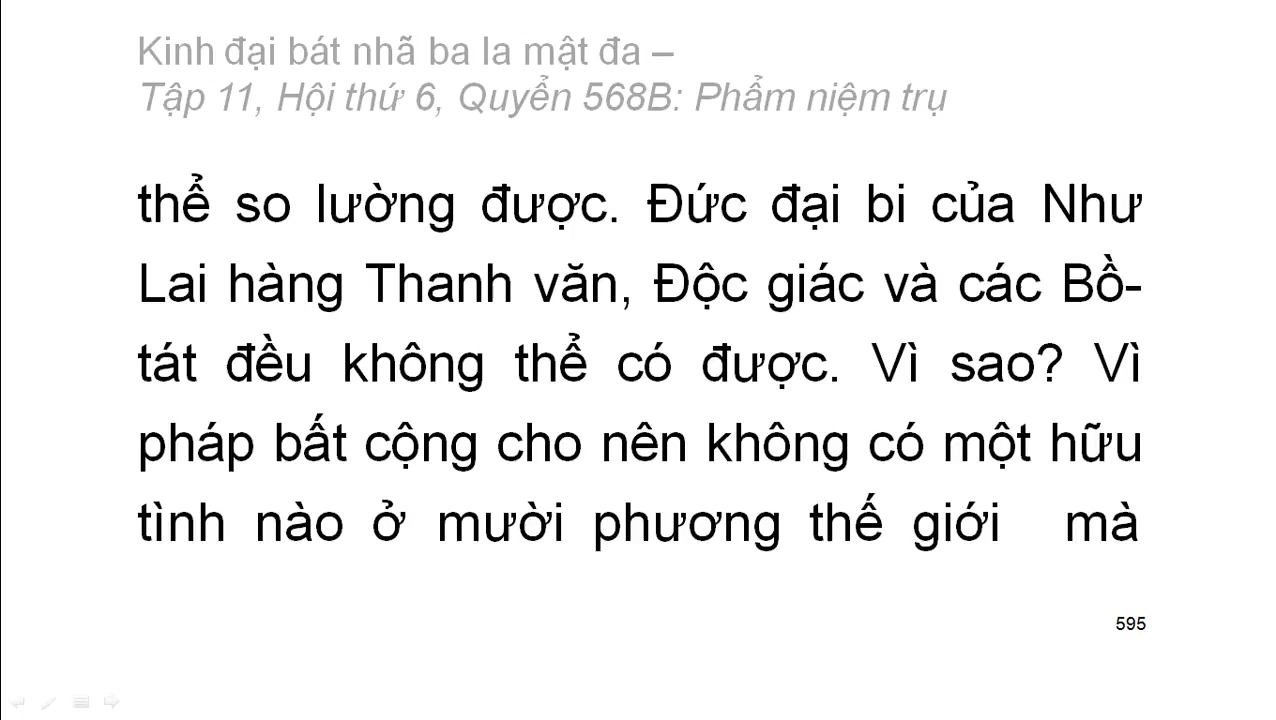 Kinh đại bát nhã ba la mật đa –
Tập 11, Hội thứ 6, Quyển 568B: Phẩm niệm trụ
thể so lường được. Đức đại bi của Như
Lai hàng Thanh văn, Độc giác và các Bồ-
tát đều không thể có được. Vì sao? Vì
pháp bất cộng cho nên không có một hữu
tình nào ở mười phương thế giới mà
595